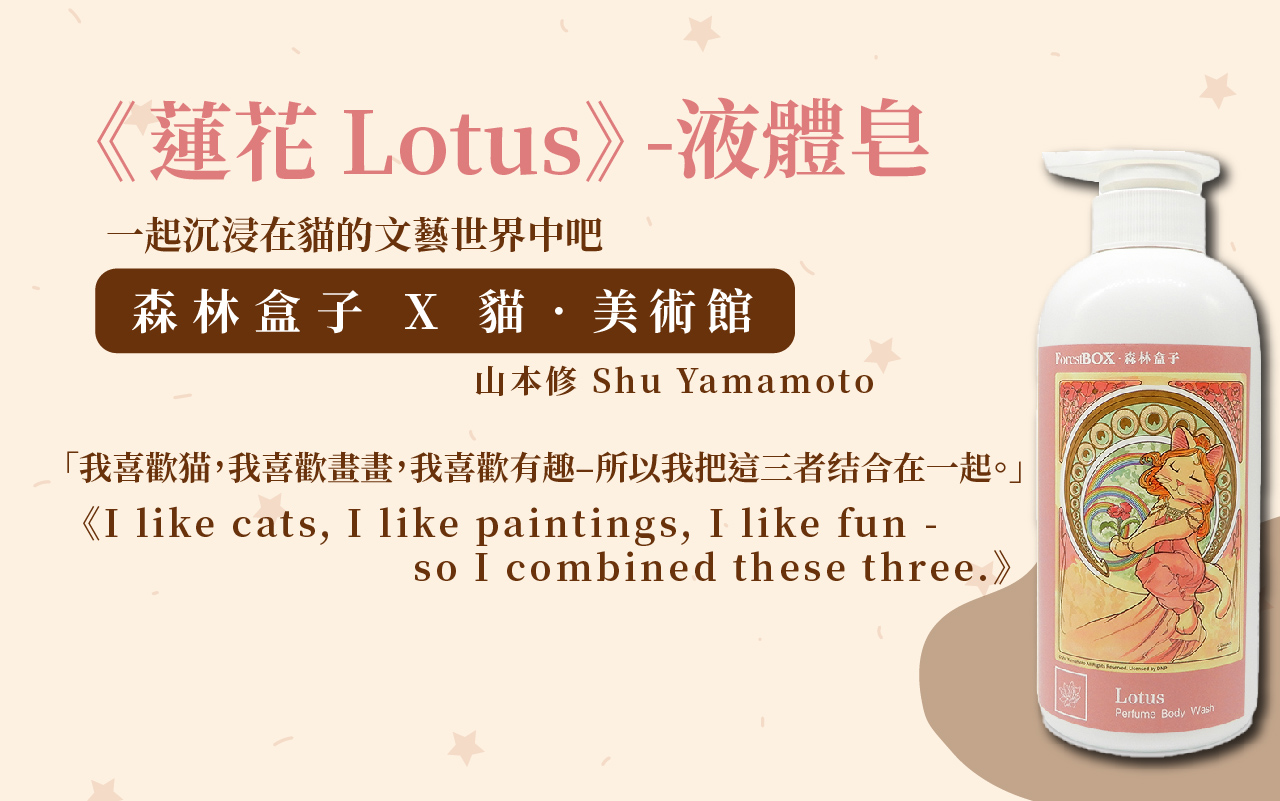 《蓮花 Lotus》-液體皂
一起沉浸在貓的文藝世界中吧
森林盒子 X 貓・美術館
山本修 Shu Yamamoto
「我喜歡猫，我喜歡畫畫，我喜歡有趣–所以我把這三者结合在一起。」
《I like cats, I like paintings, I like fun -
so I combined these three.》
ForestBOX・森林盒子
Lotus
Perfume Body Wash